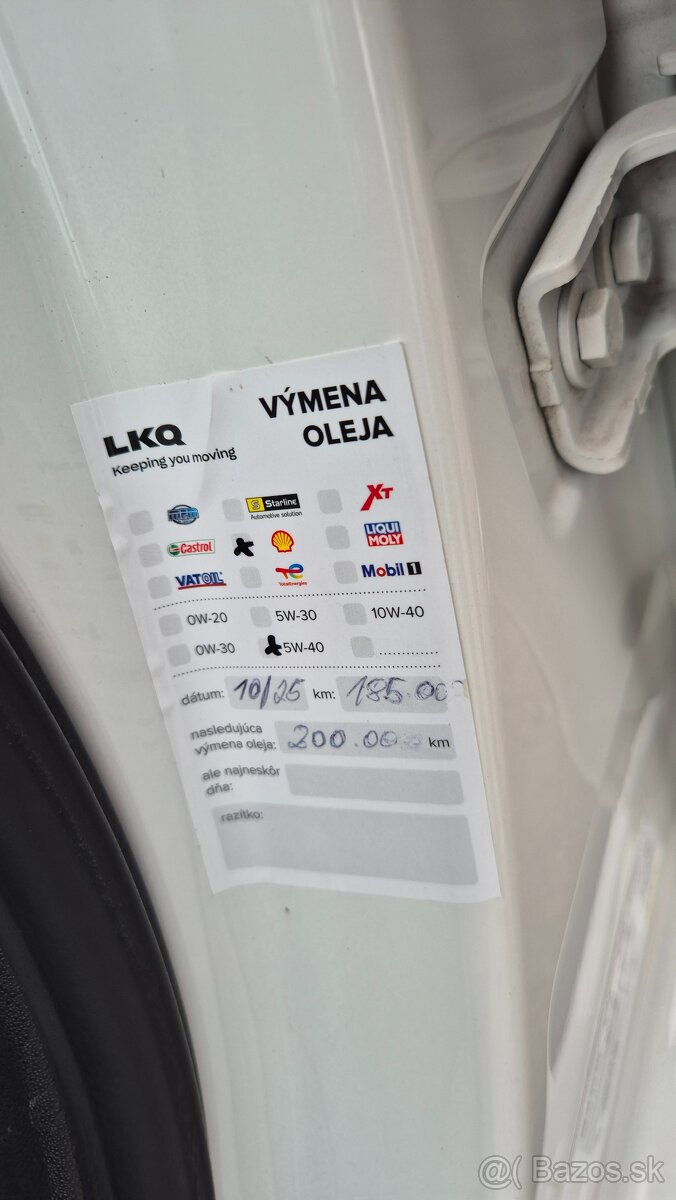 VÝMENA
OLEJA
LKQ
Keeping you moving
S Starline XT
Automotive solution
Castrol LIQUI
MOLY
VATOIL TotalEnergies Mobil 1
0W-20 5W-30 10W-40
0W-30 5W-40 ...............
dátum: 10/25 km: 185.000
nasledujúca
výmena oleja: 200.000 km
ale najneskôr
dňa:
razítko:
@( Bazos.sk